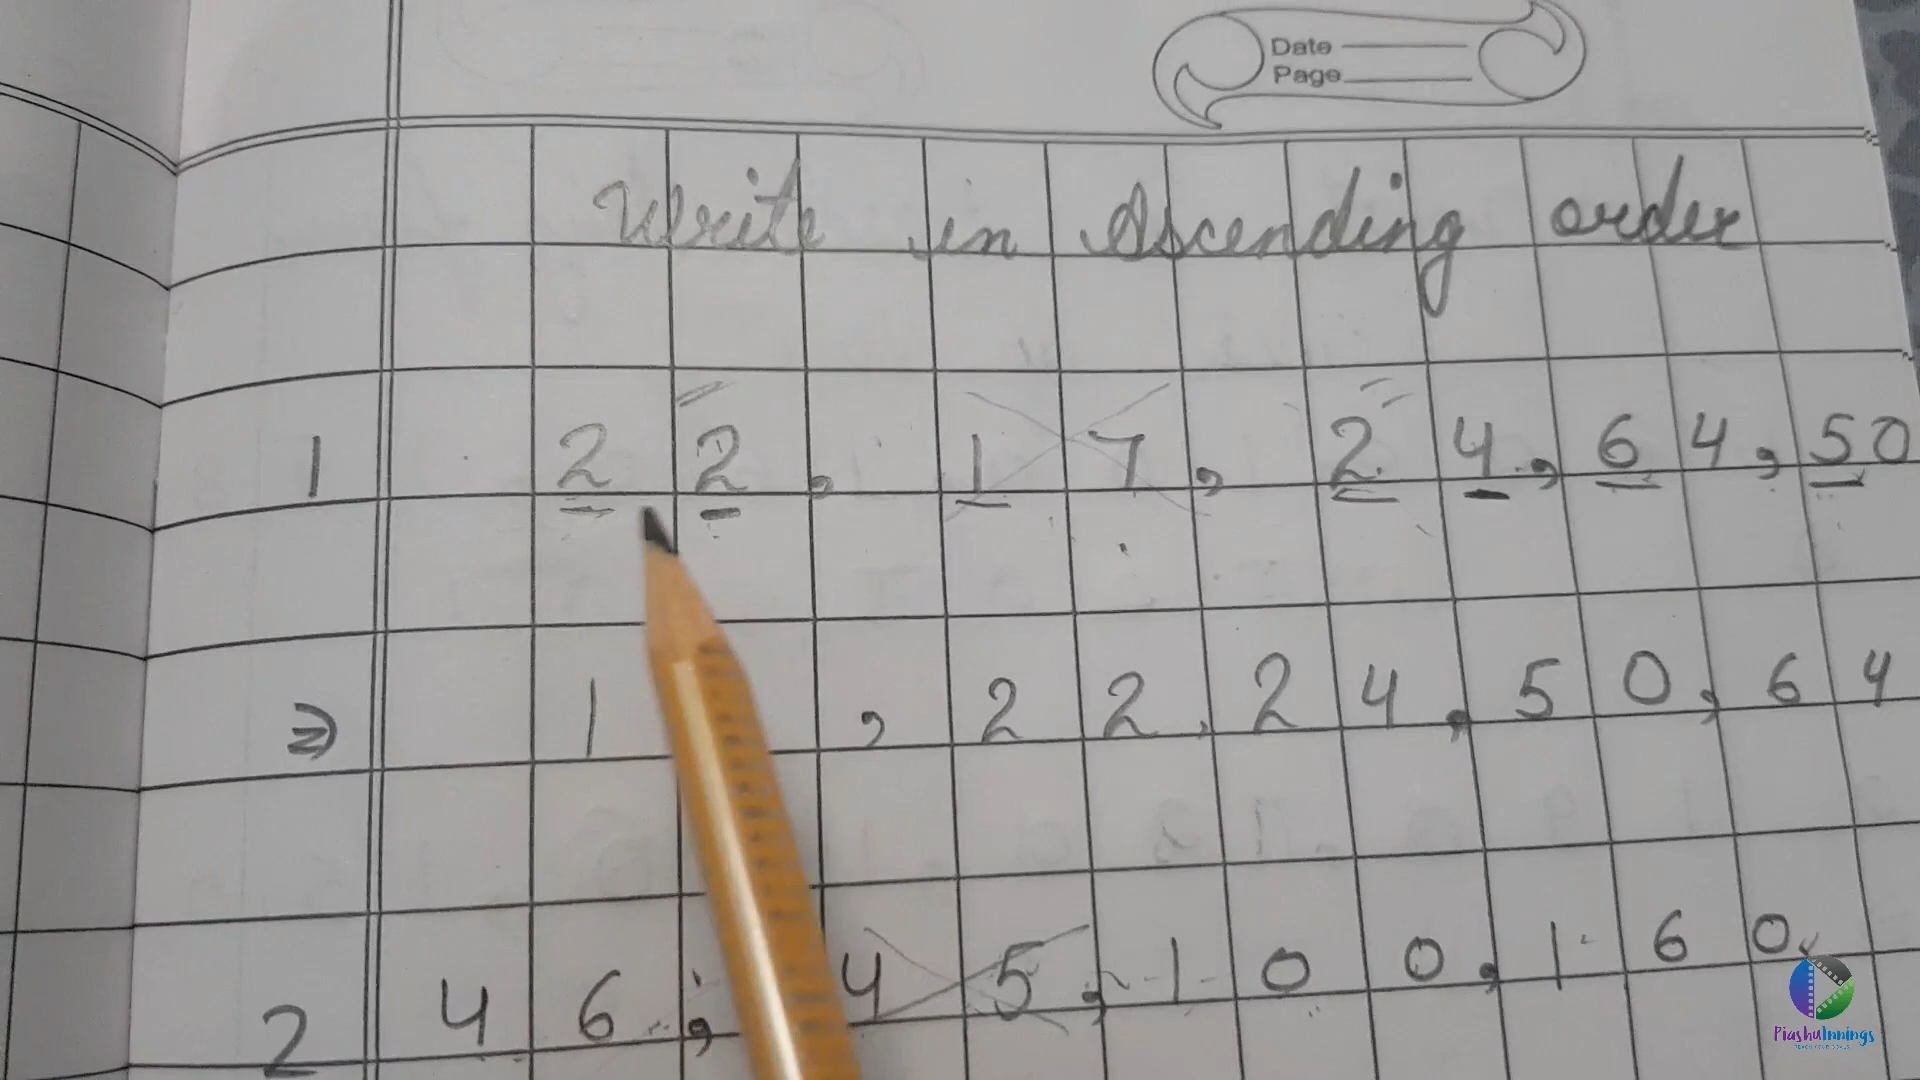 Date
Page
Write in Ascending order
1 22, 17, 24, 64, 50
⇒ 1 , 22, 24, 50, 64
2 46, 45, 100, 160,
PiashuInnings